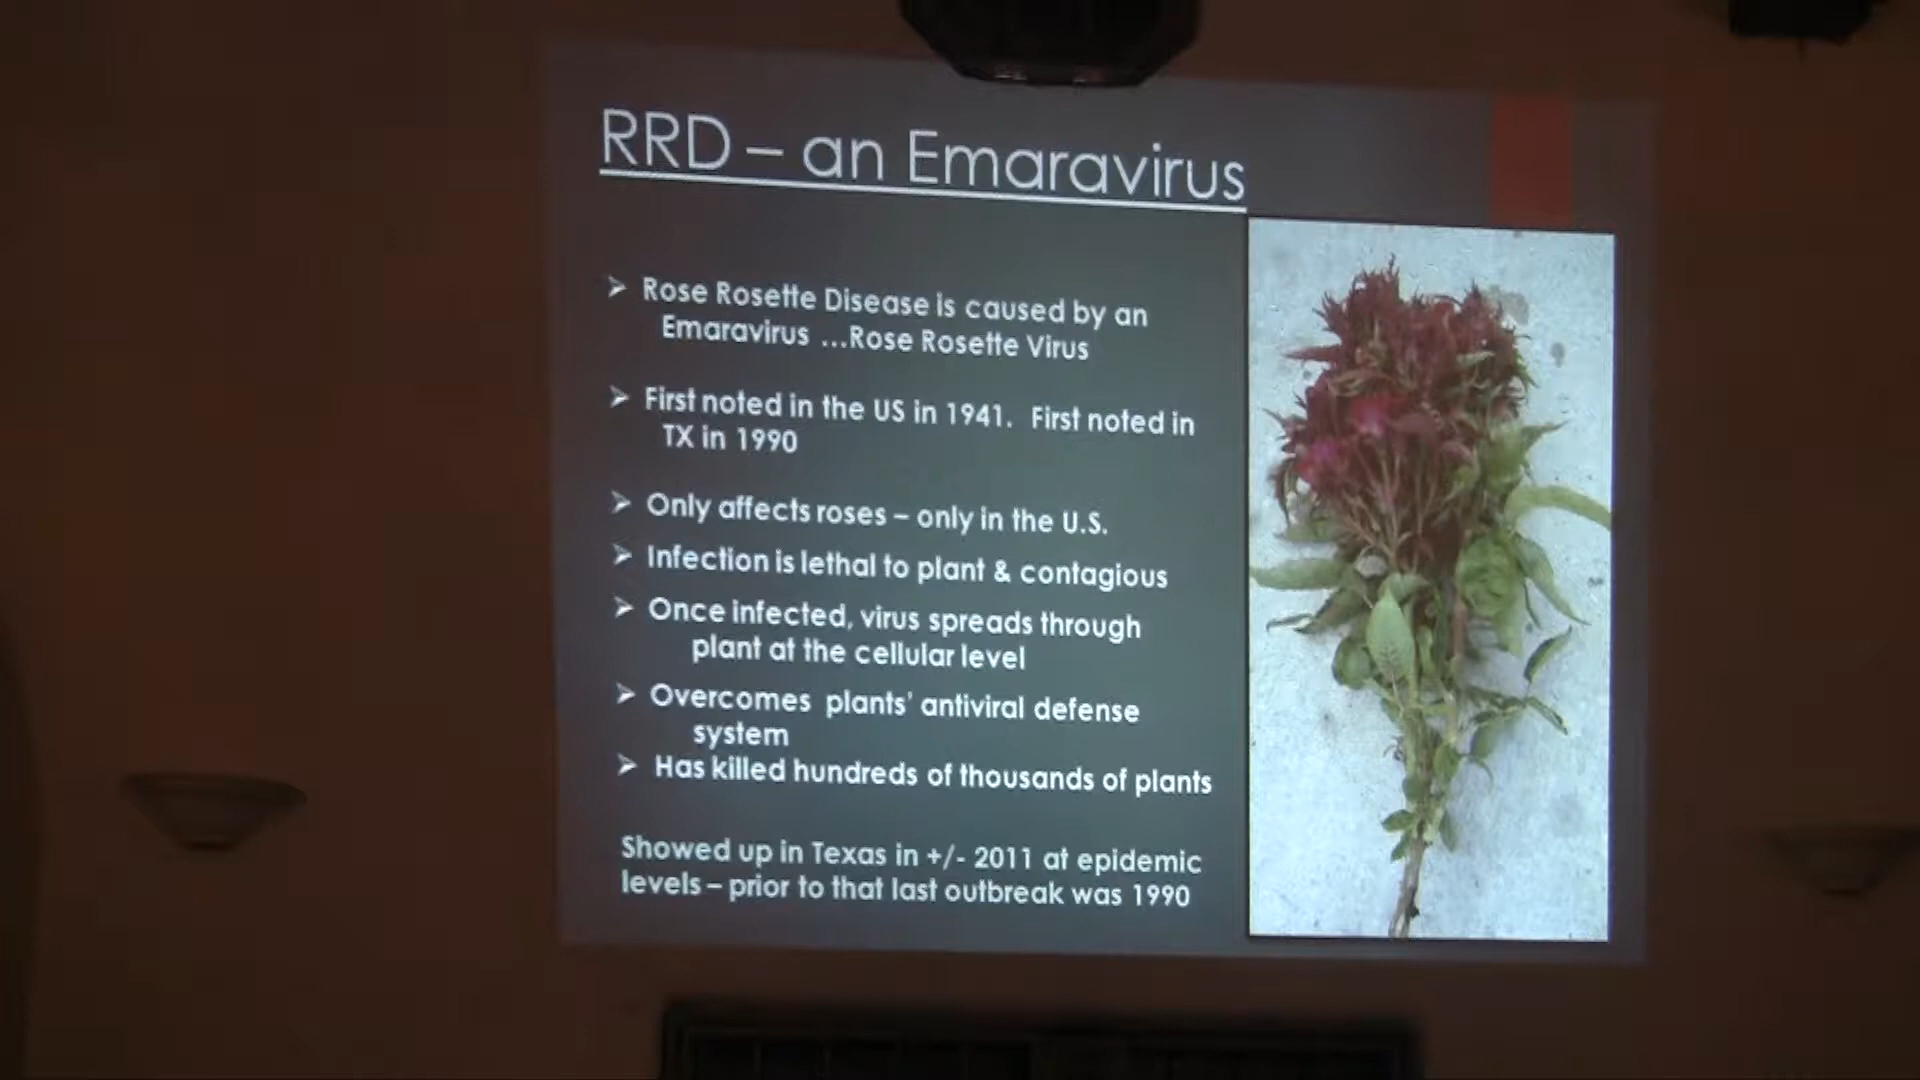 RRD – an Emaravirus
➢ Rose Rosette Disease is caused by an
Emaravirus ...Rose Rosette Virus
➢ First noted in the US in 1941. First noted in
TX in 1990
➢ Only affects roses – only in the U.S.
➢ Infection is lethal to plant & contagious
➢ Once infected, virus spreads through
plant at the cellular level
➢ Overcomes plants' antiviral defense
system
➢ Has killed hundreds of thousands of plants
Showed up in Texas in +/- 2011 at epidemic
levels – prior to that last outbreak was 1990